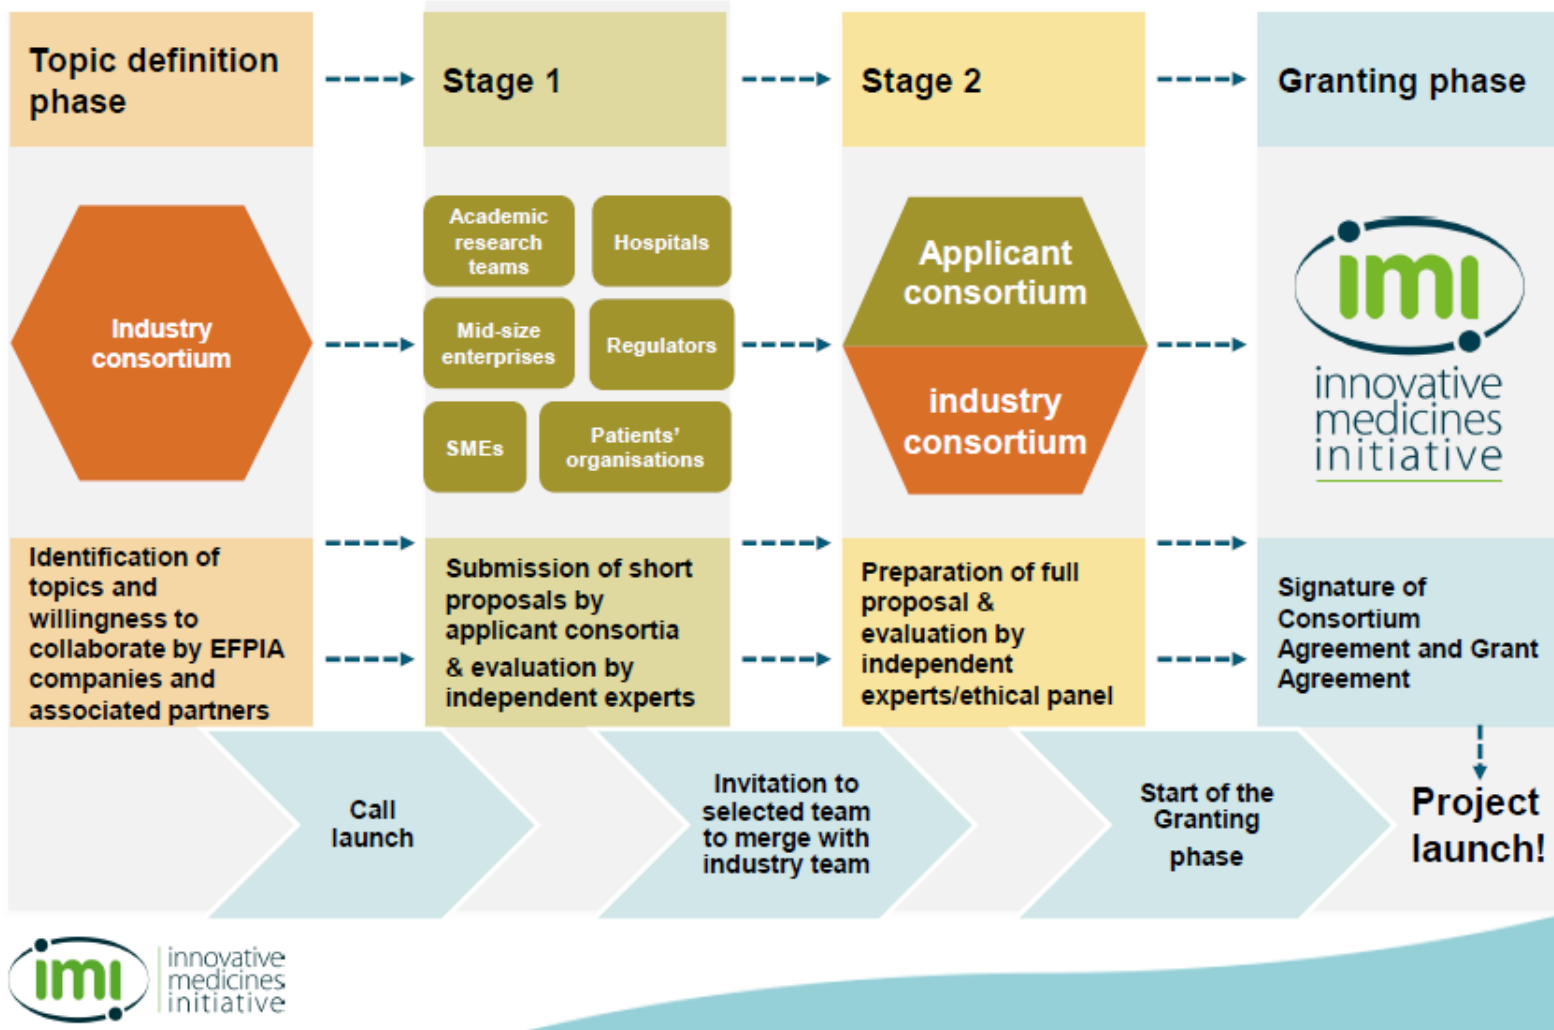 Topic definition
phase
Stage 1
Stage 2
Granting phase
Industry
consortium
Academic
research
teams
Hospitals
Mid-size
enterprises
Regulators
SMEs
Patients’
organisations
Applicant
consortium
industry
consortium
imi
innovative
medicines
initiative
Identification of
topics and
willingness to
collaborate by EFPIA
companies and
associated partners
Submission of short
proposals by
applicant consortia
& evaluation by
independent experts
Preparation of full
proposal &
evaluation by
independent
experts/ethical panel
Signature of
Consortium
Agreement and Grant
Agreement
Call
launch
Invitation to
selected team
to merge with
industry team
Start of the
Granting
phase
Project
launch!
imi
innovative
medicines
initiative